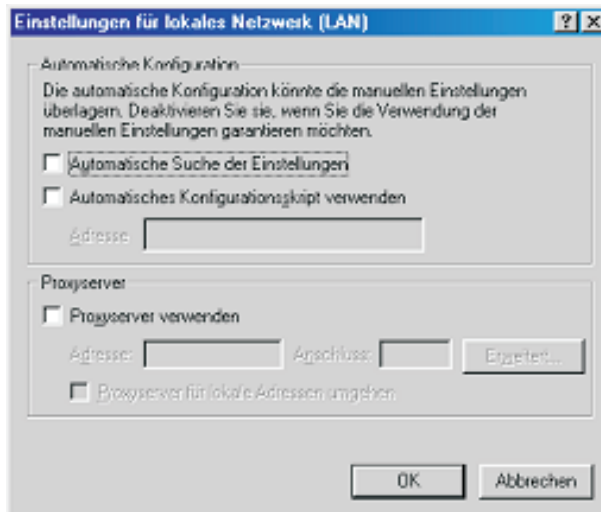 Einstellungen für lokales Netzwerk (LAN)
Automatische Konfiguration
Die automatische Konfiguration könnte die manuellen Einstellungen
überlagern. Deaktivieren Sie sie, wenn Sie die Verwendung der
manuellen Einstellungen garantieren möchten.
Automatische Suche der Einstellungen
Automatisches Konfigurationsskript verwenden
Adresse
Proxyserver
Proxyserver verwenden
Adresse: Anschluss: Erweitert...
Proxyserver für lokale Adressen umgehen
OK Abbrechen